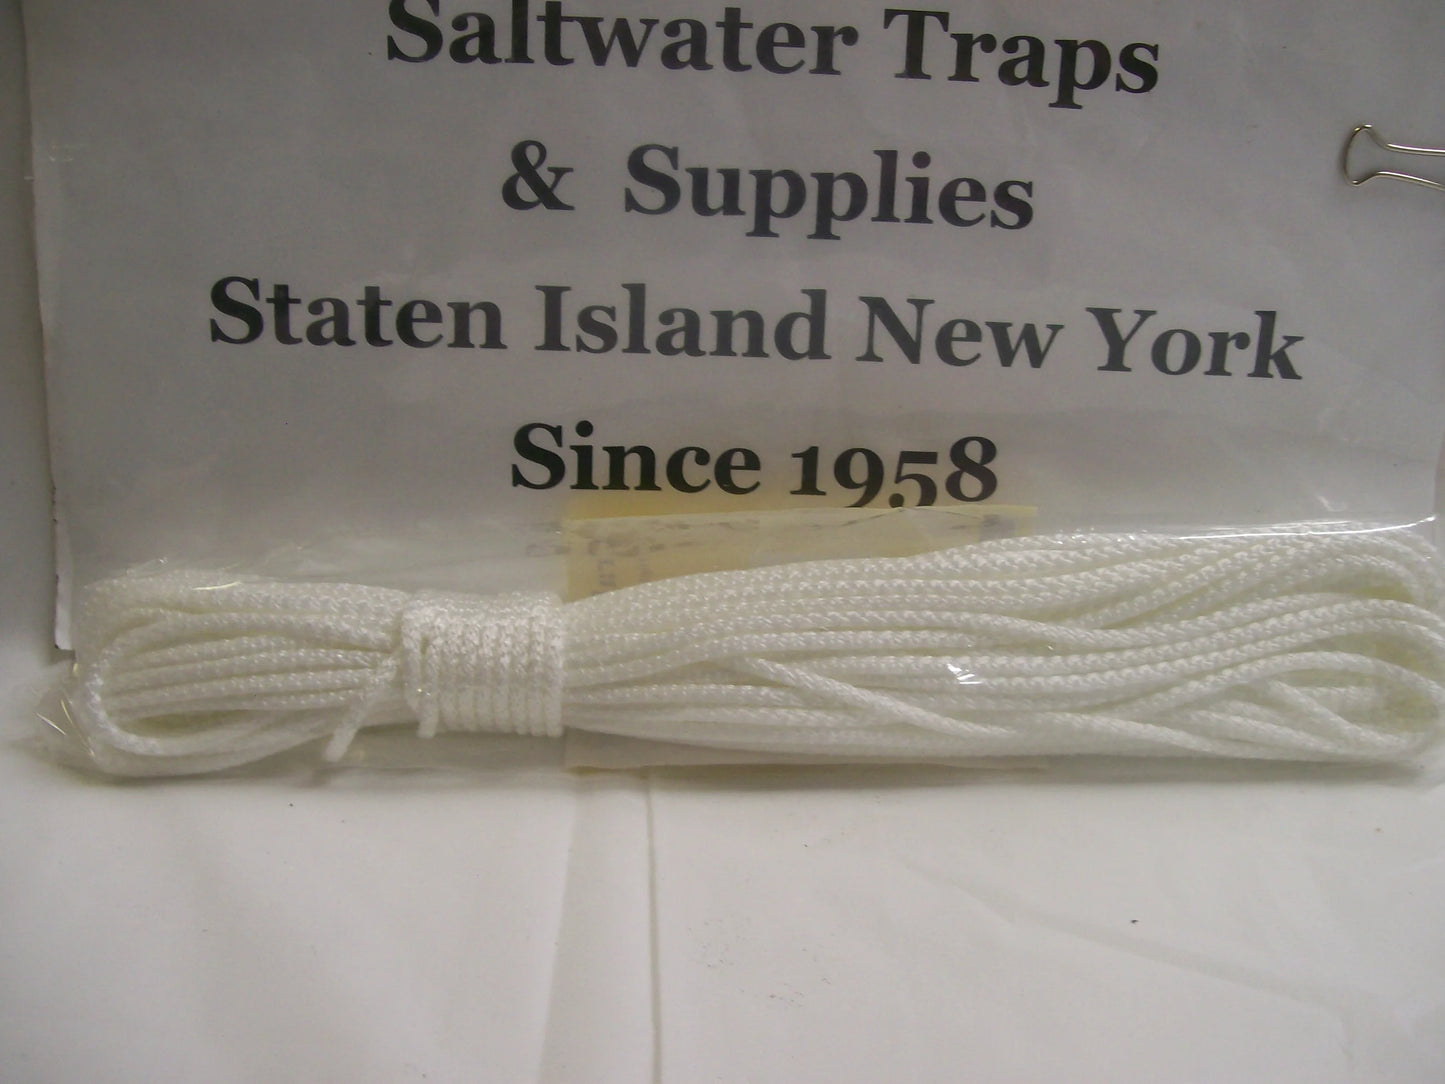 Saltwater Traps
& Supplies
Staten Island New York
Since 1958